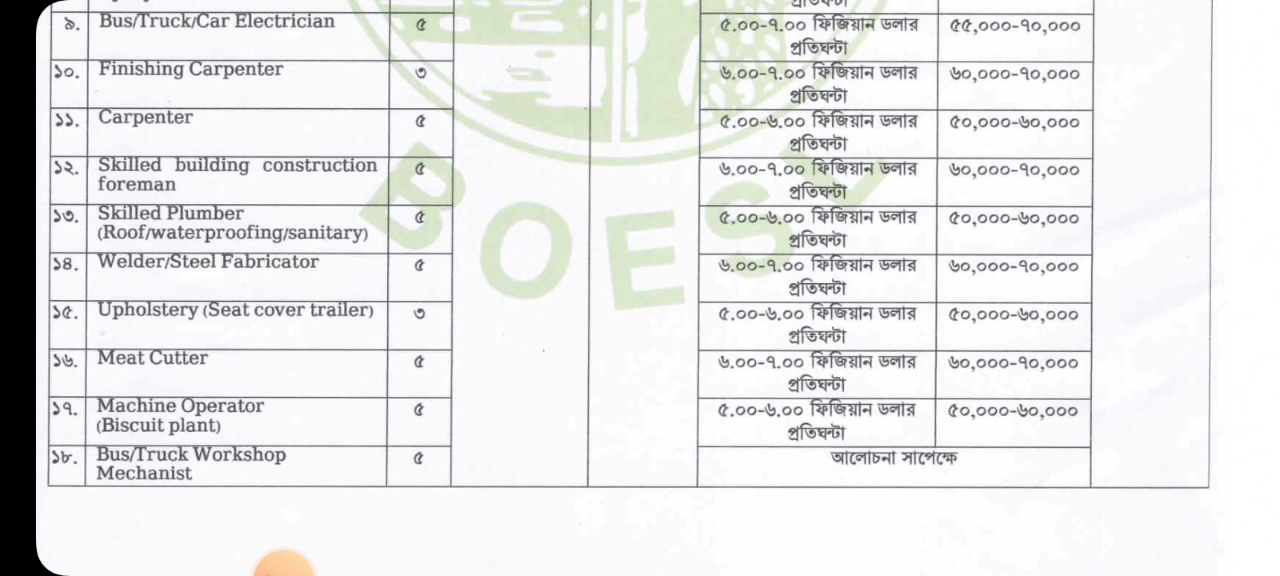 ৯. Bus/Truck/Car Electrician ৫ ৫.০০-৭.০০ ফিজিয়ান ডলার ৫৫,০০০-৭০,০০০
প্রতিঘন্টা
১০. Finishing Carpenter ৩ ৬.০০-৭.০০ ফিজিয়ান ডলার ৬০,০০০-৭০,০০০
প্রতিঘন্টা
১১. Carpenter ৫ ৫.০০-৬.০০ ফিজিয়ান ডলার ৫০,০০০-৬০,০০০
প্রতিঘন্টা
১২. Skilled building construction ৫ ৬.০০-৭.০০ ফিজিয়ান ডলার ৬০,০০০-৭০,০০০
foreman প্রতিঘন্টা
১৩. Skilled Plumber ৫ ৫.০০-৬.০০ ফিজিয়ান ডলার ৫০,০০০-৬০,০০০
(Roof/waterproofing/sanitary) প্রতিঘন্টা
১৪. Welder/Steel Fabricator ৫ ৬.০০-৭.০০ ফিজিয়ান ডলার ৬০,০০০-৭০,০০০
প্রতিঘন্টা
১৫. Upholstery (Seat cover trailer) ৩ ৫.০০-৬.০০ ফিজিয়ান ডলার ৫০,০০০-৬০,০০০
প্রতিঘন্টা
১৬. Meat Cutter ৫ ৬.০০-৭.০০ ফিজিয়ান ডলার ৬০,০০০-৭০,০০০
প্রতিঘন্টা
১৭. Machine Operator ৫ ৫.০০-৬.০০ ফিজিয়ান ডলার ৫০,০০০-৬০,০০০
(Biscuit plant) প্রতিঘন্টা
১৮. Bus/Truck Workshop ৫ আলোচনা সাপেক্ষে
Mechanist
BOESL